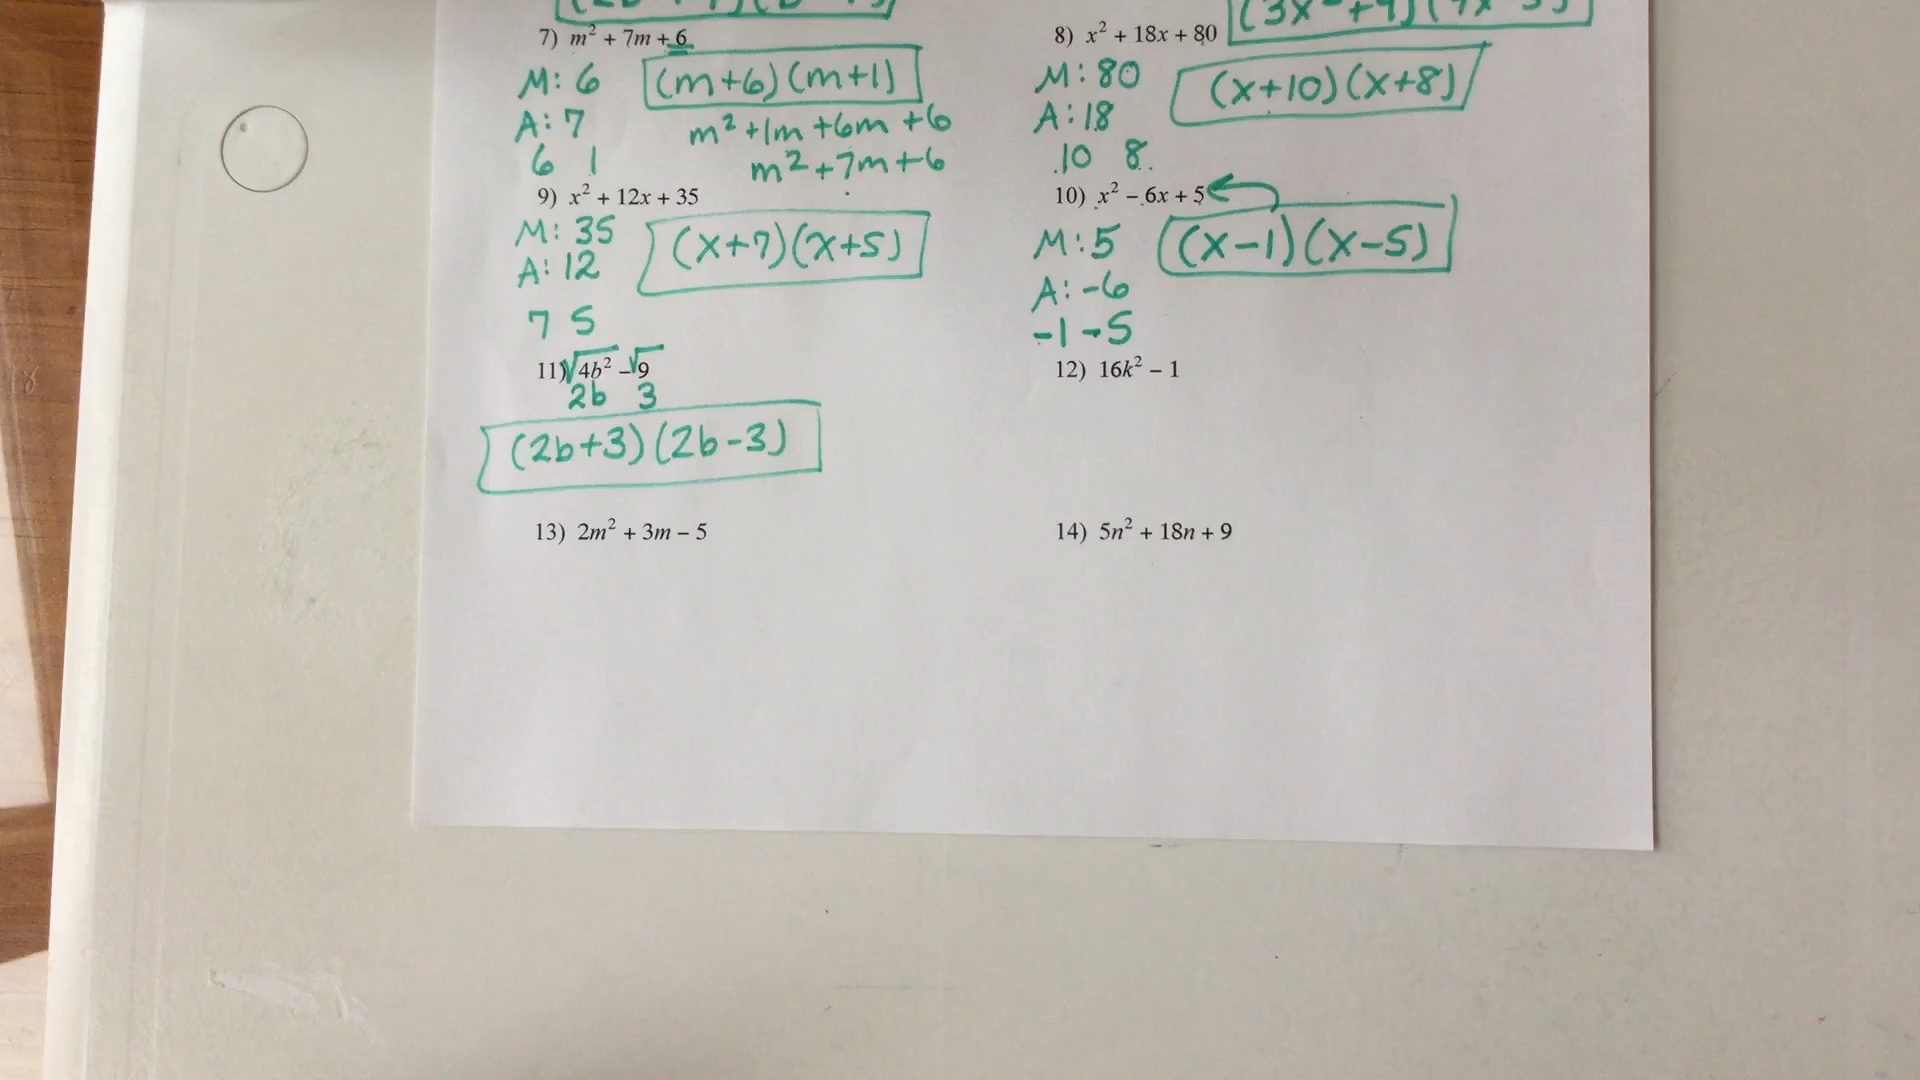 7) m² + 7m + 6
M: 6
(m+6)(m+1)
A: 7
m²+1m+6m+6
6 1
m²+7m+6
8) x² + 18x + 80
M: 80
(x+10)(x+8)
A: 18
10 8
9) x² + 12x + 35
M: 35
(x+7)(x+5)
A: 12
7 5
10) x² − 6x + 5
M: 5
(x−1)(x−5)
A: -6
-1 -5
11) √4b² − √9
2b 3
(2b+3)(2b−3)
12) 16k² − 1
13) 2m² + 3m − 5
14) 5n² + 18n + 9